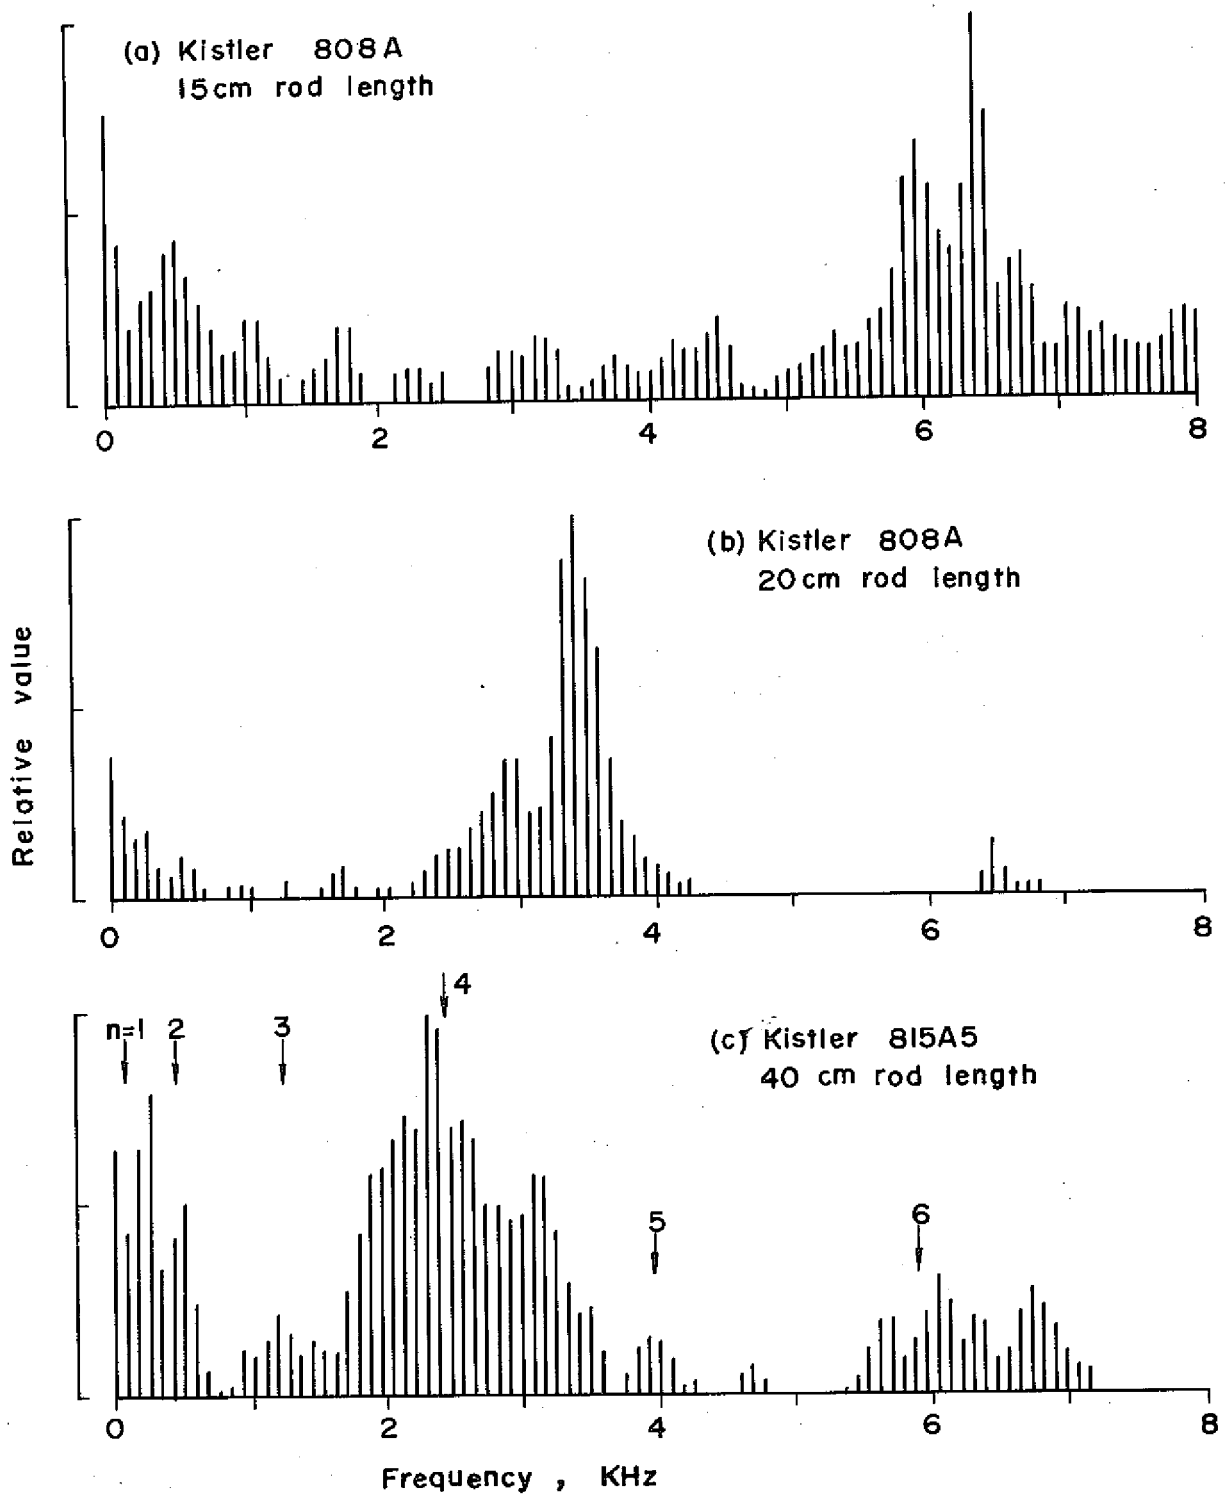 (a) Kistler 808A
15cm rod length
0 2 4 6 8
(b) Kistler 808A
20cm rod length
Relative value
0 2 4 6 8
n=1 2 3 4 5 6
(c) Kistler 815A5
40 cm rod length
0 2 4 6 8
Frequency , KHz